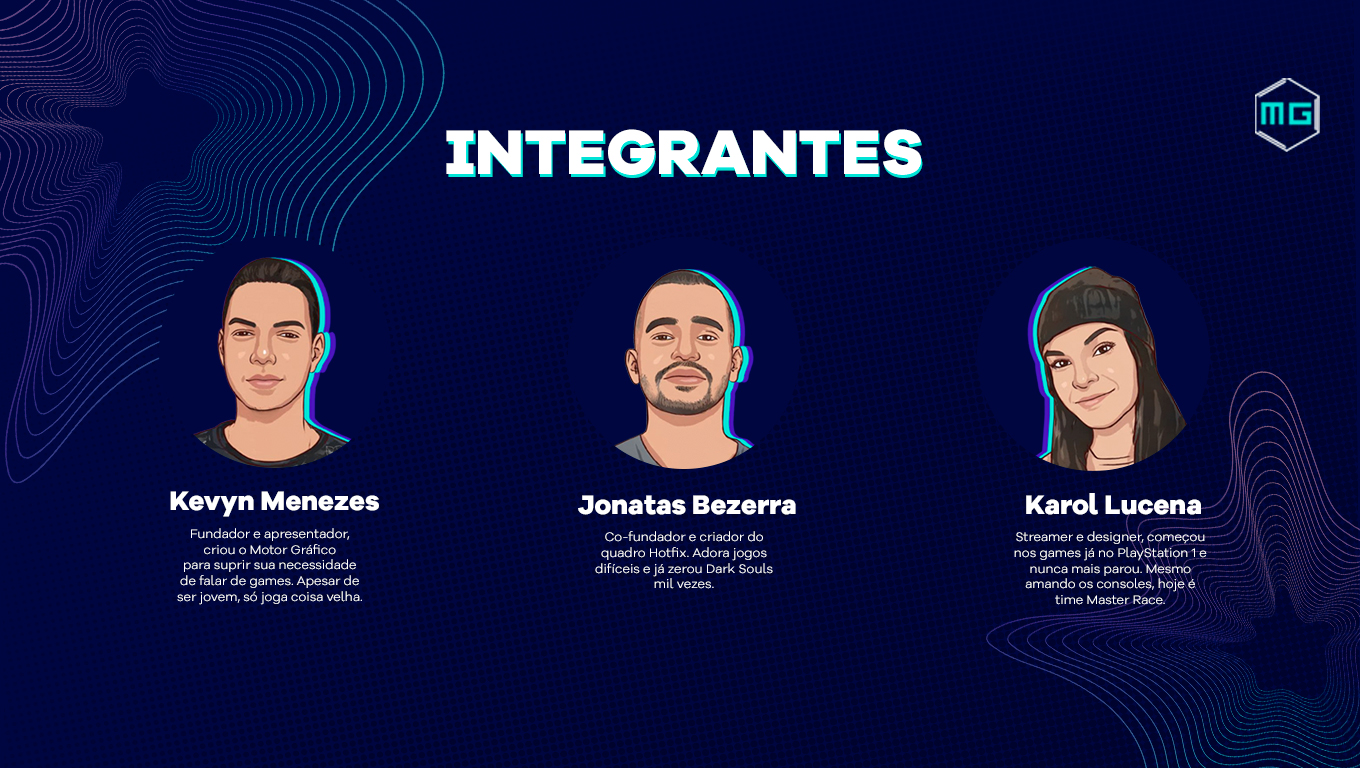 MG
INTEGRANTES
Kevyn Menezes
Fundador e apresentador,
criou o Motor Gráfico
para suprir sua necessidade
de falar de games. Apesar de
ser jovem, só joga coisa velha.
Jonatas Bezerra
Co-fundador e criador do
quadro Hotfix. Adora jogos
difíceis e já zerou Dark Souls
mil vezes.
Karol Lucena
Streamer e designer, começou
nos games já no PlayStation 1 e
nunca mais parou. Mesmo
amando os consoles, hoje é
time Master Race.